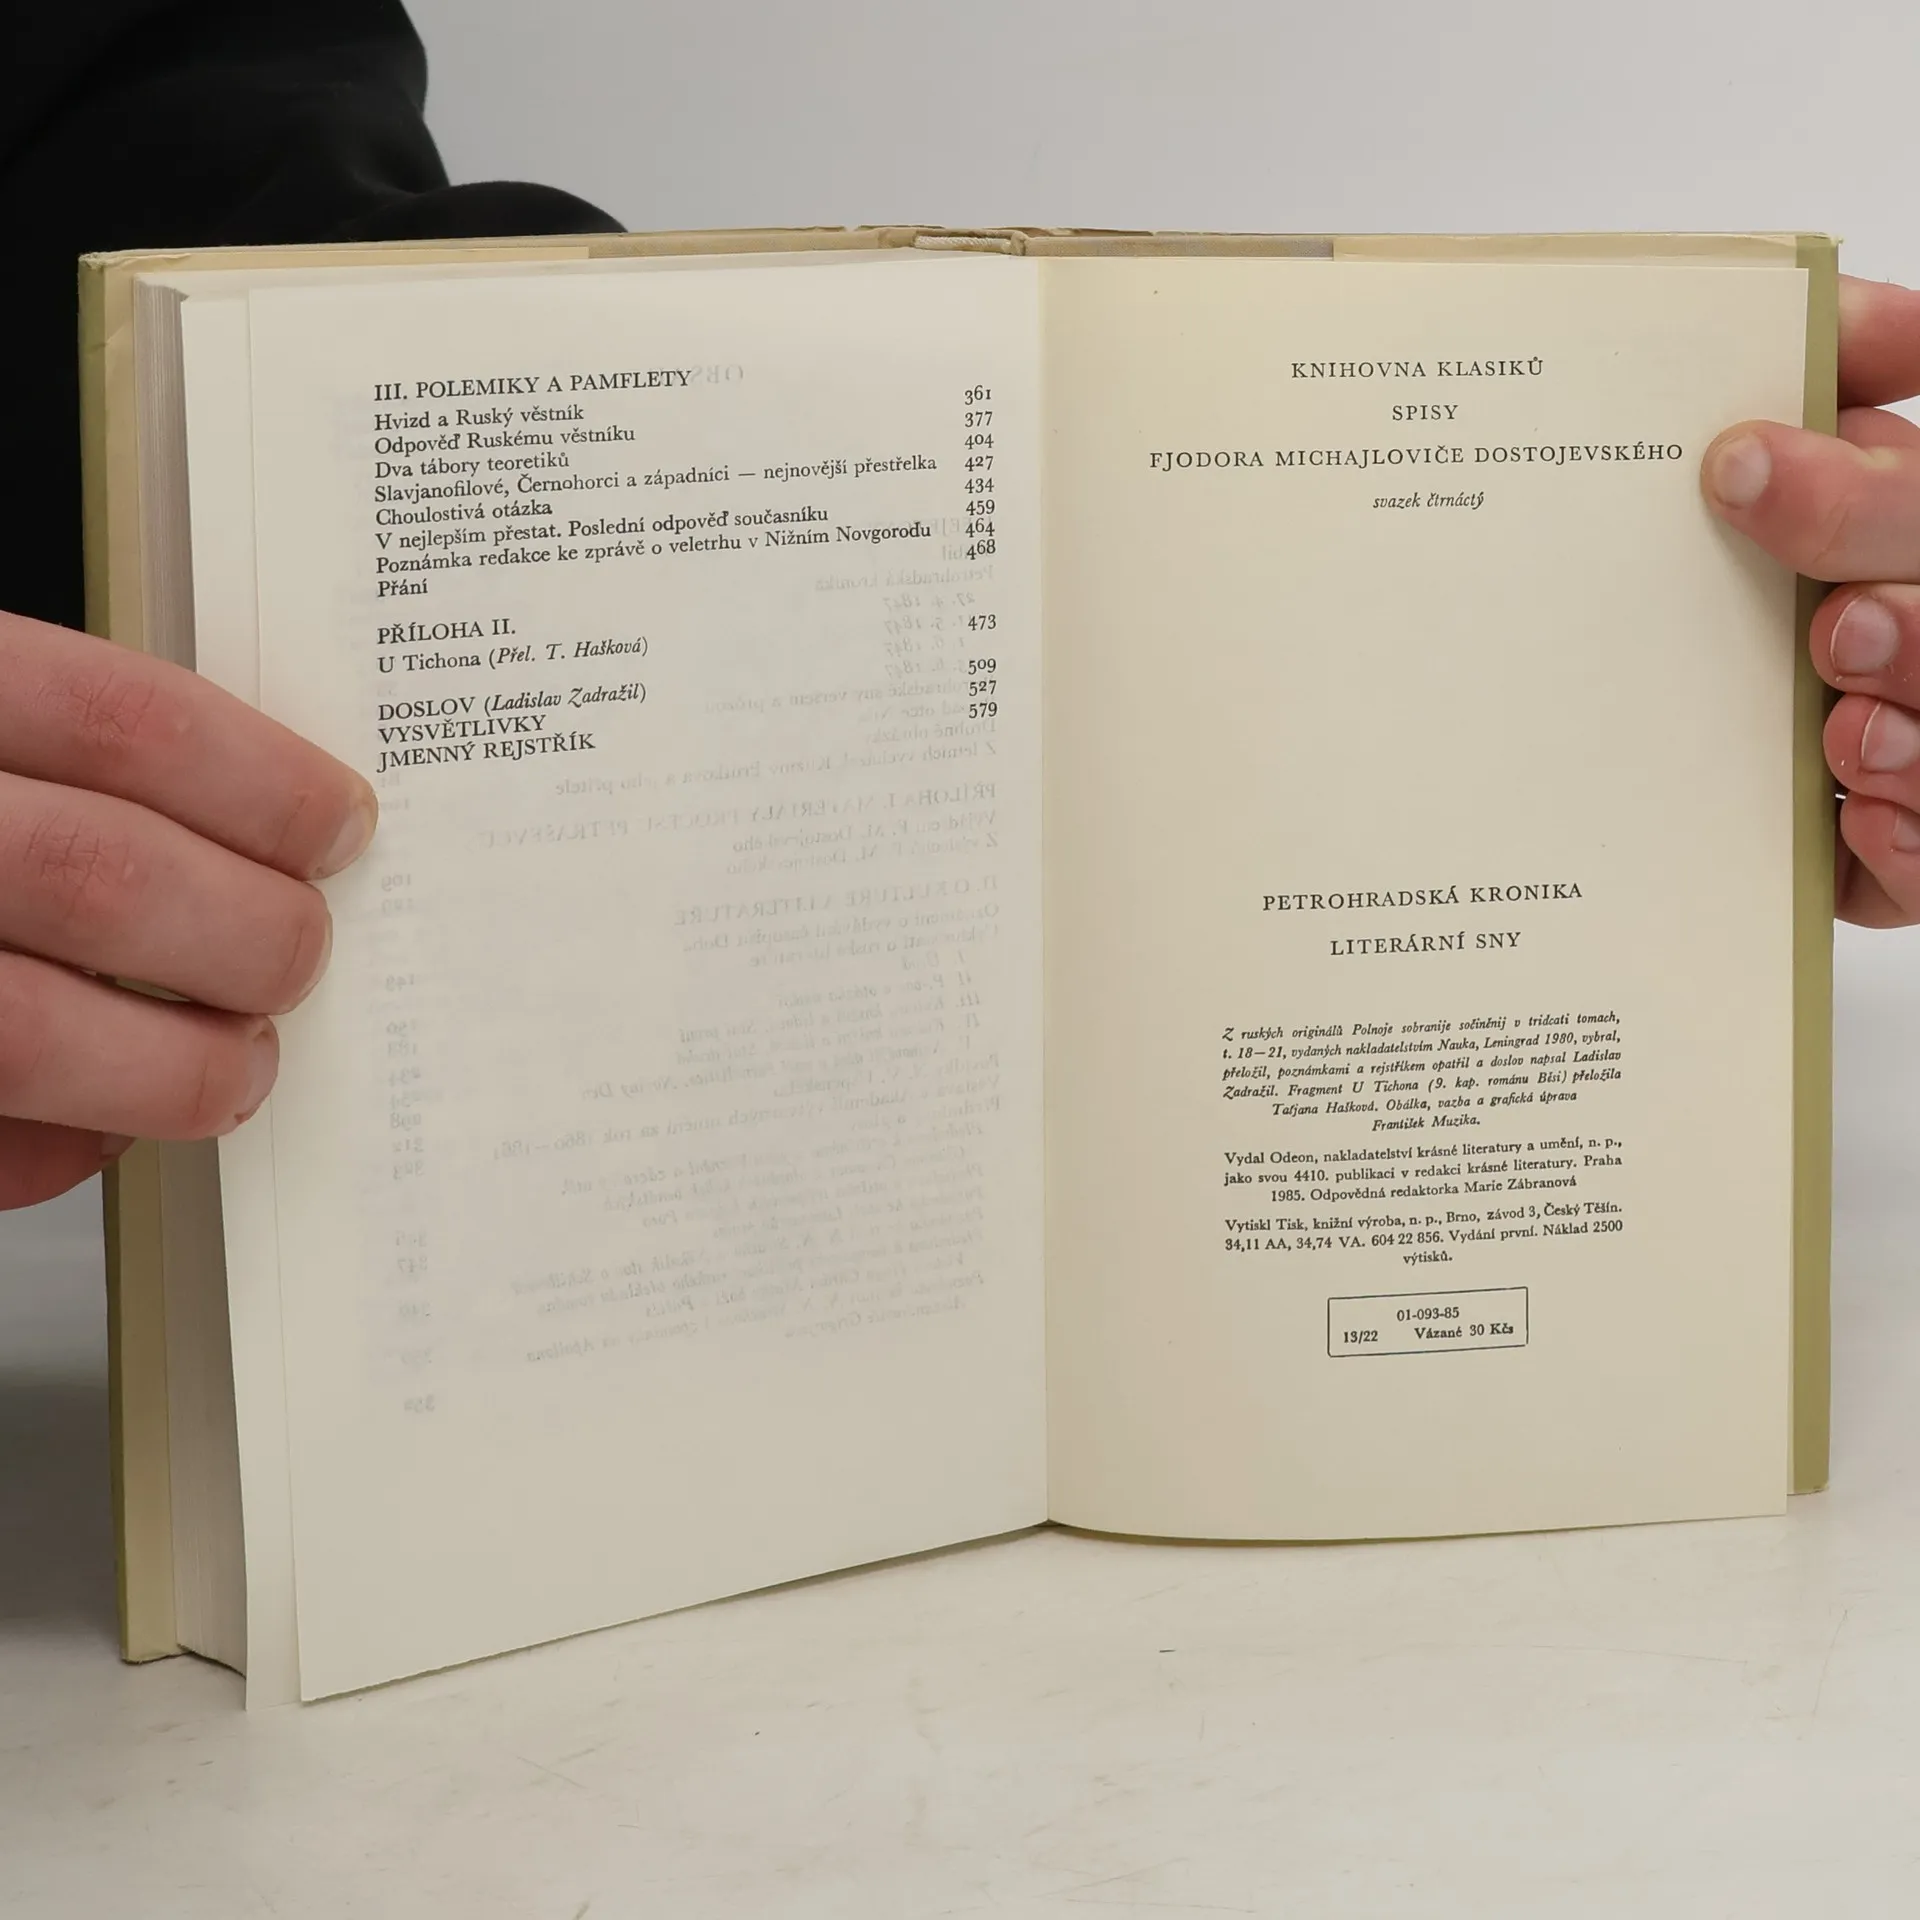 III. POLEMIKY A PAMFLETY
Hvizd a Ruský věstník 361
Odpověď Ruskému věstníku 377
Dva tábory teoretiků 404
Slavjanofilové, Černohorci a západníci — nejnovější přestřelka 427
Choulostivá otázka 434
V nejlepším přestat. Poslední odpověď současníku 459
Poznámka redakce ke zprávě o veletrhu v Nižním Novgorodu 464
Přání 468
PŘÍLOHA II.
U Tichona (Přel. T. Hašková) 473
DOSLOV (Ladislav Zadražil) 509
VYSVĚTLIVKY 527
JMENNÝ REJSTŘÍK 579
KNIHOVNA KLASIKŮ
SPISY
FJODORA MICHAJLOVIČE DOSTOJEVSKÉHO
svazek čtrnáctý
PETROHRADSKÁ KRONIKA
LITERÁRNÍ SNY
Z ruských originálů Polnoje sobranije sočiněnij v tridcati tomach,
t. 18—21, vydaných nakladatelstvím Nauka, Leningrad 1980, vybral,
přeložil, poznámkami a rejstříkem opatřil a doslov napsal Ladislav
Zadražil. Fragment U Tichona (9. kap. románu Běsi) přeložila
Taťjana Hašková. Obálka, vazba a grafická úprava
František Muzika.
Vydal Odeon, nakladatelství krásné literatury a umění, n. p.,
jako svou 4410. publikaci v redakci krásné literatury. Praha
1985. Odpovědná redaktorka Marie Zábranová
Vytiskl Tisk, knižní výroba, n. p., Brno, závod 3, Český Těšín.
34,11 AA, 34,74 VA. 604 22 856. Vydání první. Náklad 2500
výtisků.
01-093-85
13/22 Vázané 30 Kčs